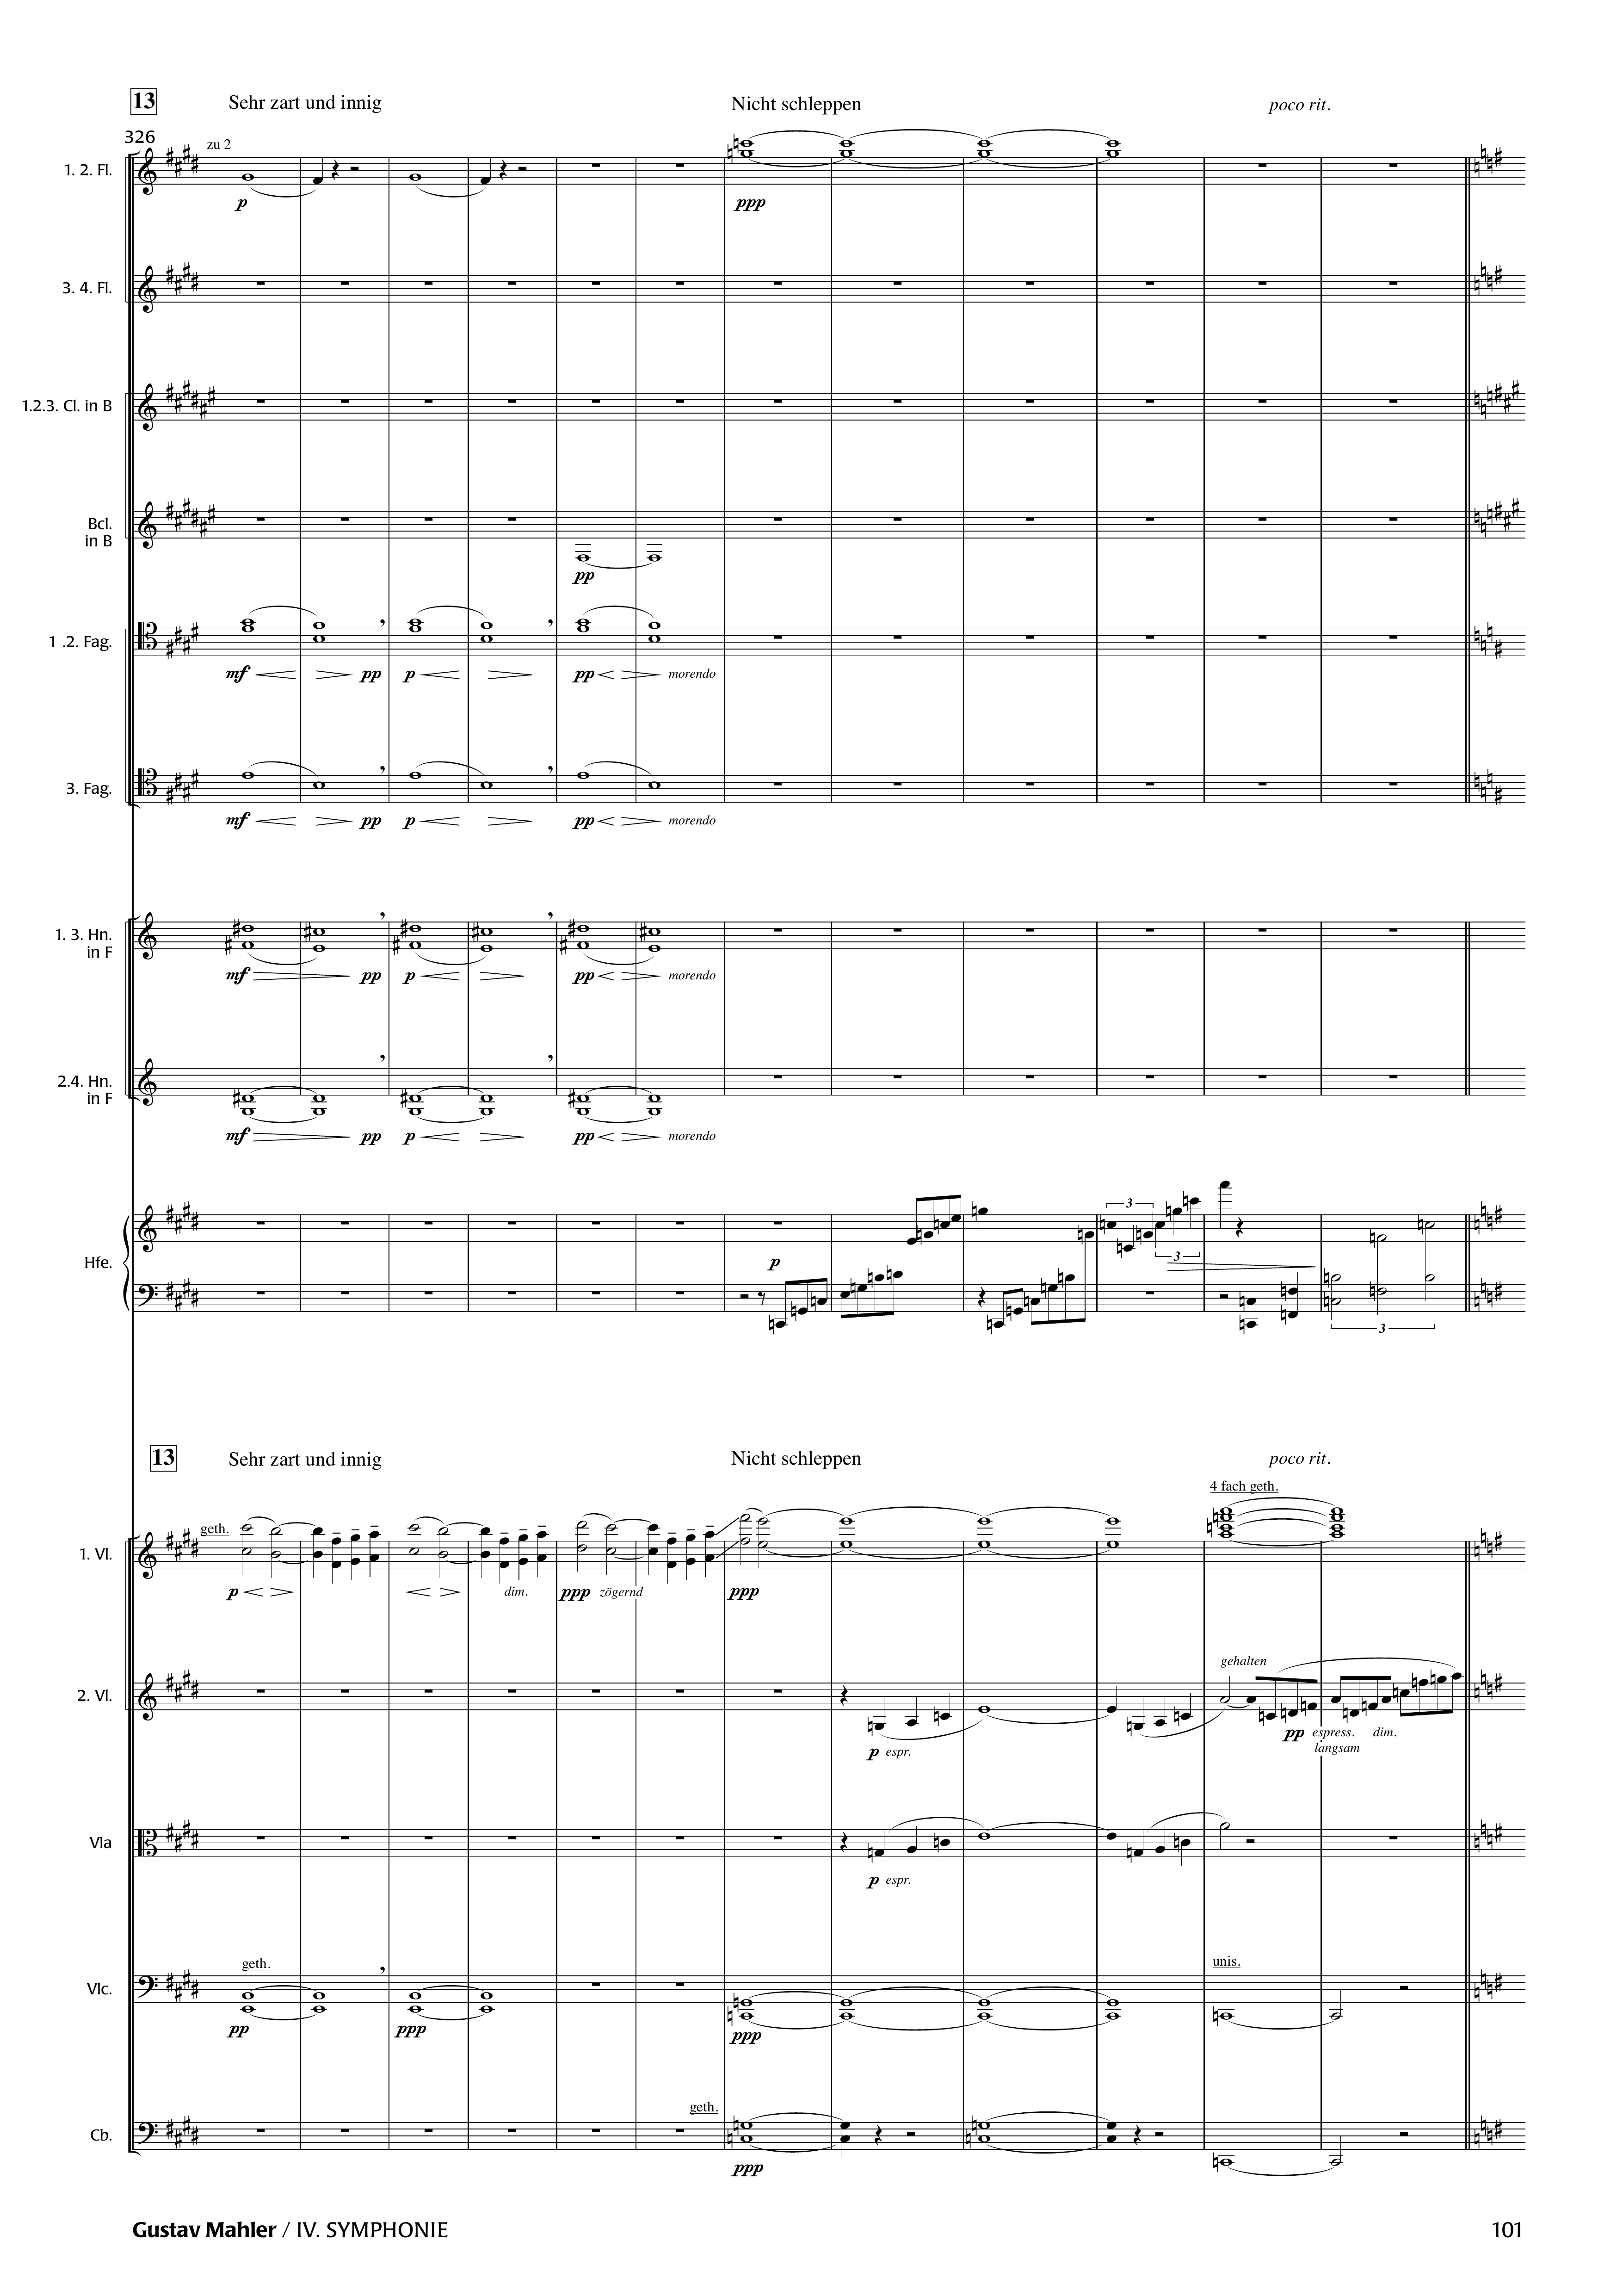 13 Sehr zart und innig Nicht schleppen poco rit.
326
zu 2
1. 2. Fl.
p ppp
3. 4. Fl.
1.2.3. Cl. in B
Bcl.
in B
pp
1 .2. Fag.
mf pp p pp morendo
3. Fag.
mf pp p pp morendo
1. 3. Hn.
in F
mf pp p pp morendo
2.4. Hn.
in F
mf pp p pp morendo
3
Hfe.
p
3
3
13 Sehr zart und innig Nicht schleppen poco rit.
4 fach geth.
geth.
1. Vl.
p dim. ppp zögernd ppp
gehalten
2. Vl.
pp espress. dim.
langsam
p espr.
Vla
p espr.
geth. unis.
Vlc.
pp ppp ppp
geth.
Cb.
ppp
Gustav Mahler / IV. SYMPHONIE 101